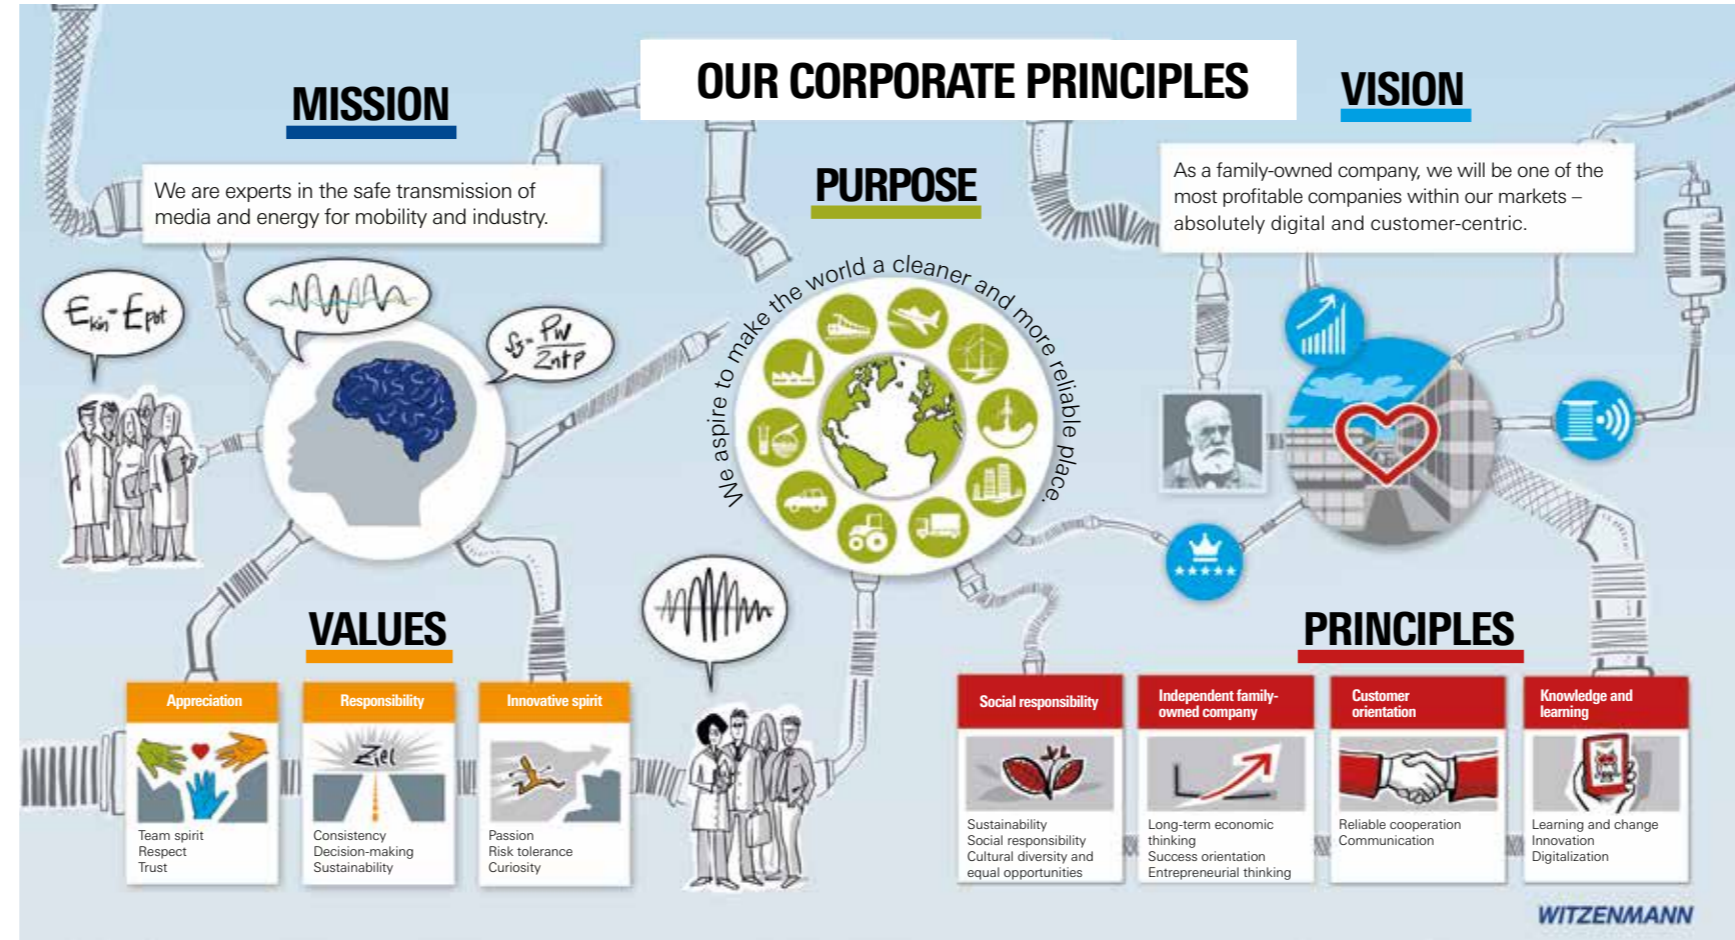 OUR CORPORATE PRINCIPLES
MISSION
We are experts in the safe transmission of
media and energy for mobility and industry.
E kin = E pot
PURPOSE
We aspire to make the world a cleaner and more reliable place.
VISION
As a family-owned company, we will be one of the
most profitable companies within our markets –
absolutely digital and customer-centric.
VALUES
Appreciation
Team spirit
Respect
Trust
Responsibility
Ziel
Consistency
Decision-making
Sustainability
Innovative spirit
Passion
Risk tolerance
Curiosity
PRINCIPLES
Social responsibility
Sustainability
Social responsibility
Cultural diversity and
equal opportunities
Independent family-
owned company
Long-term economic
thinking
Success orientation
Entrepreneurial thinking
Customer
orientation
Reliable cooperation
Communication
Knowledge and
learning
Learning and change
Innovation
Digitalization
WITZENMANN